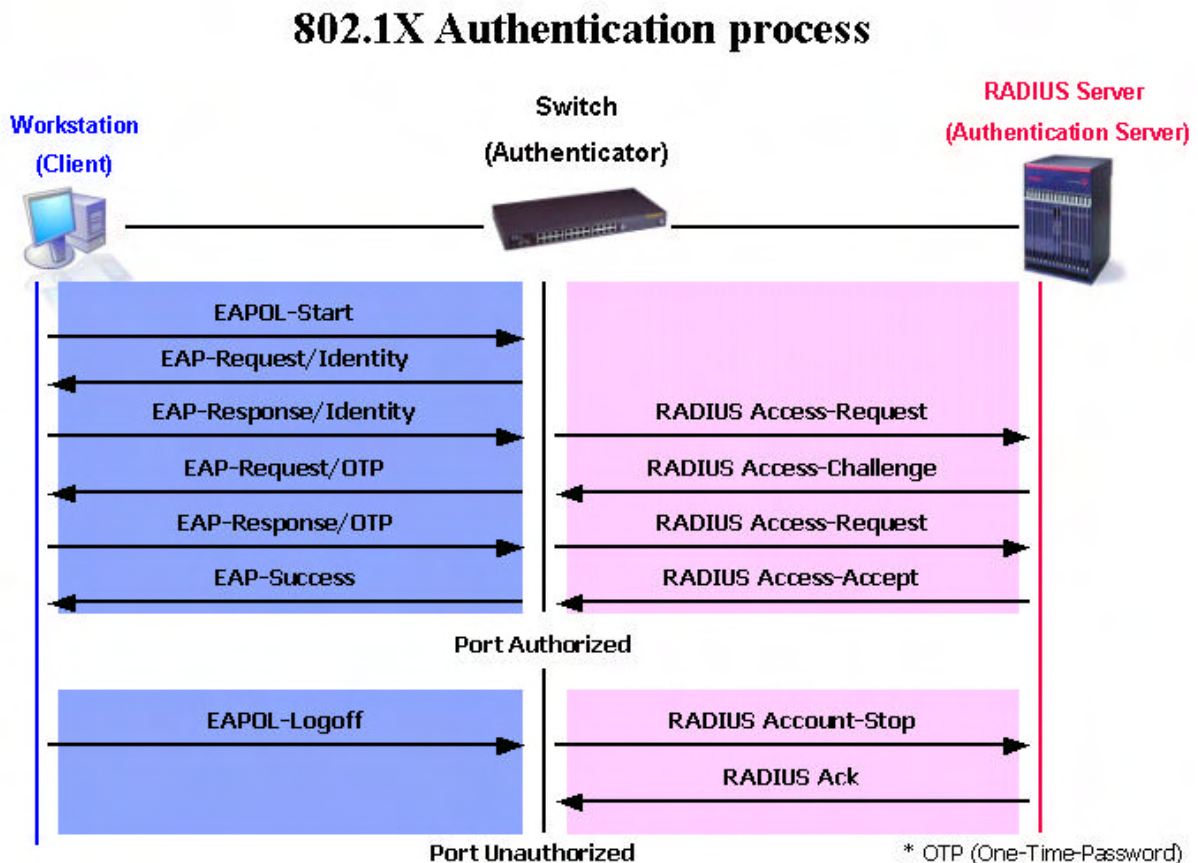 802.1X Authentication process
Workstation
(Client)
Switch
(Authenticator)
RADIUS Server
(Authentication Server)
EAPOL-Start
EAP-Request/Identity
EAP-Response/Identity
RADIUS Access-Request
EAP-Request/OTP
RADIUS Access-Challenge
EAP-Response/OTP
RADIUS Access-Request
EAP-Success
RADIUS Access-Accept
Port Authorized
EAPOL-Logoff
RADIUS Account-Stop
RADIUS Ack
Port Unauthorized
* OTP (One-Time-Password)